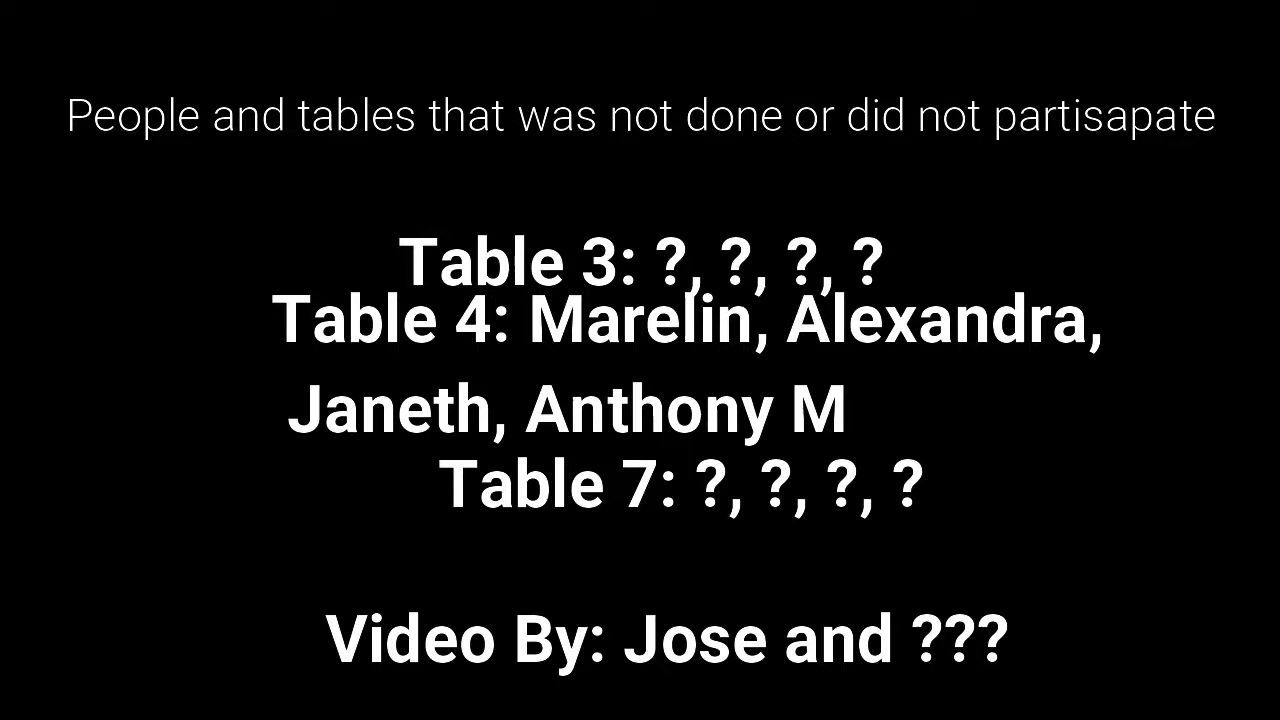 People and tables that was not done or did not partisapate
Table 3: ?, ?, ?, ?
Table 4: Marelin, Alexandra,
Janeth, Anthony M
Table 7: ?, ?, ?, ?
Video By: Jose and ???